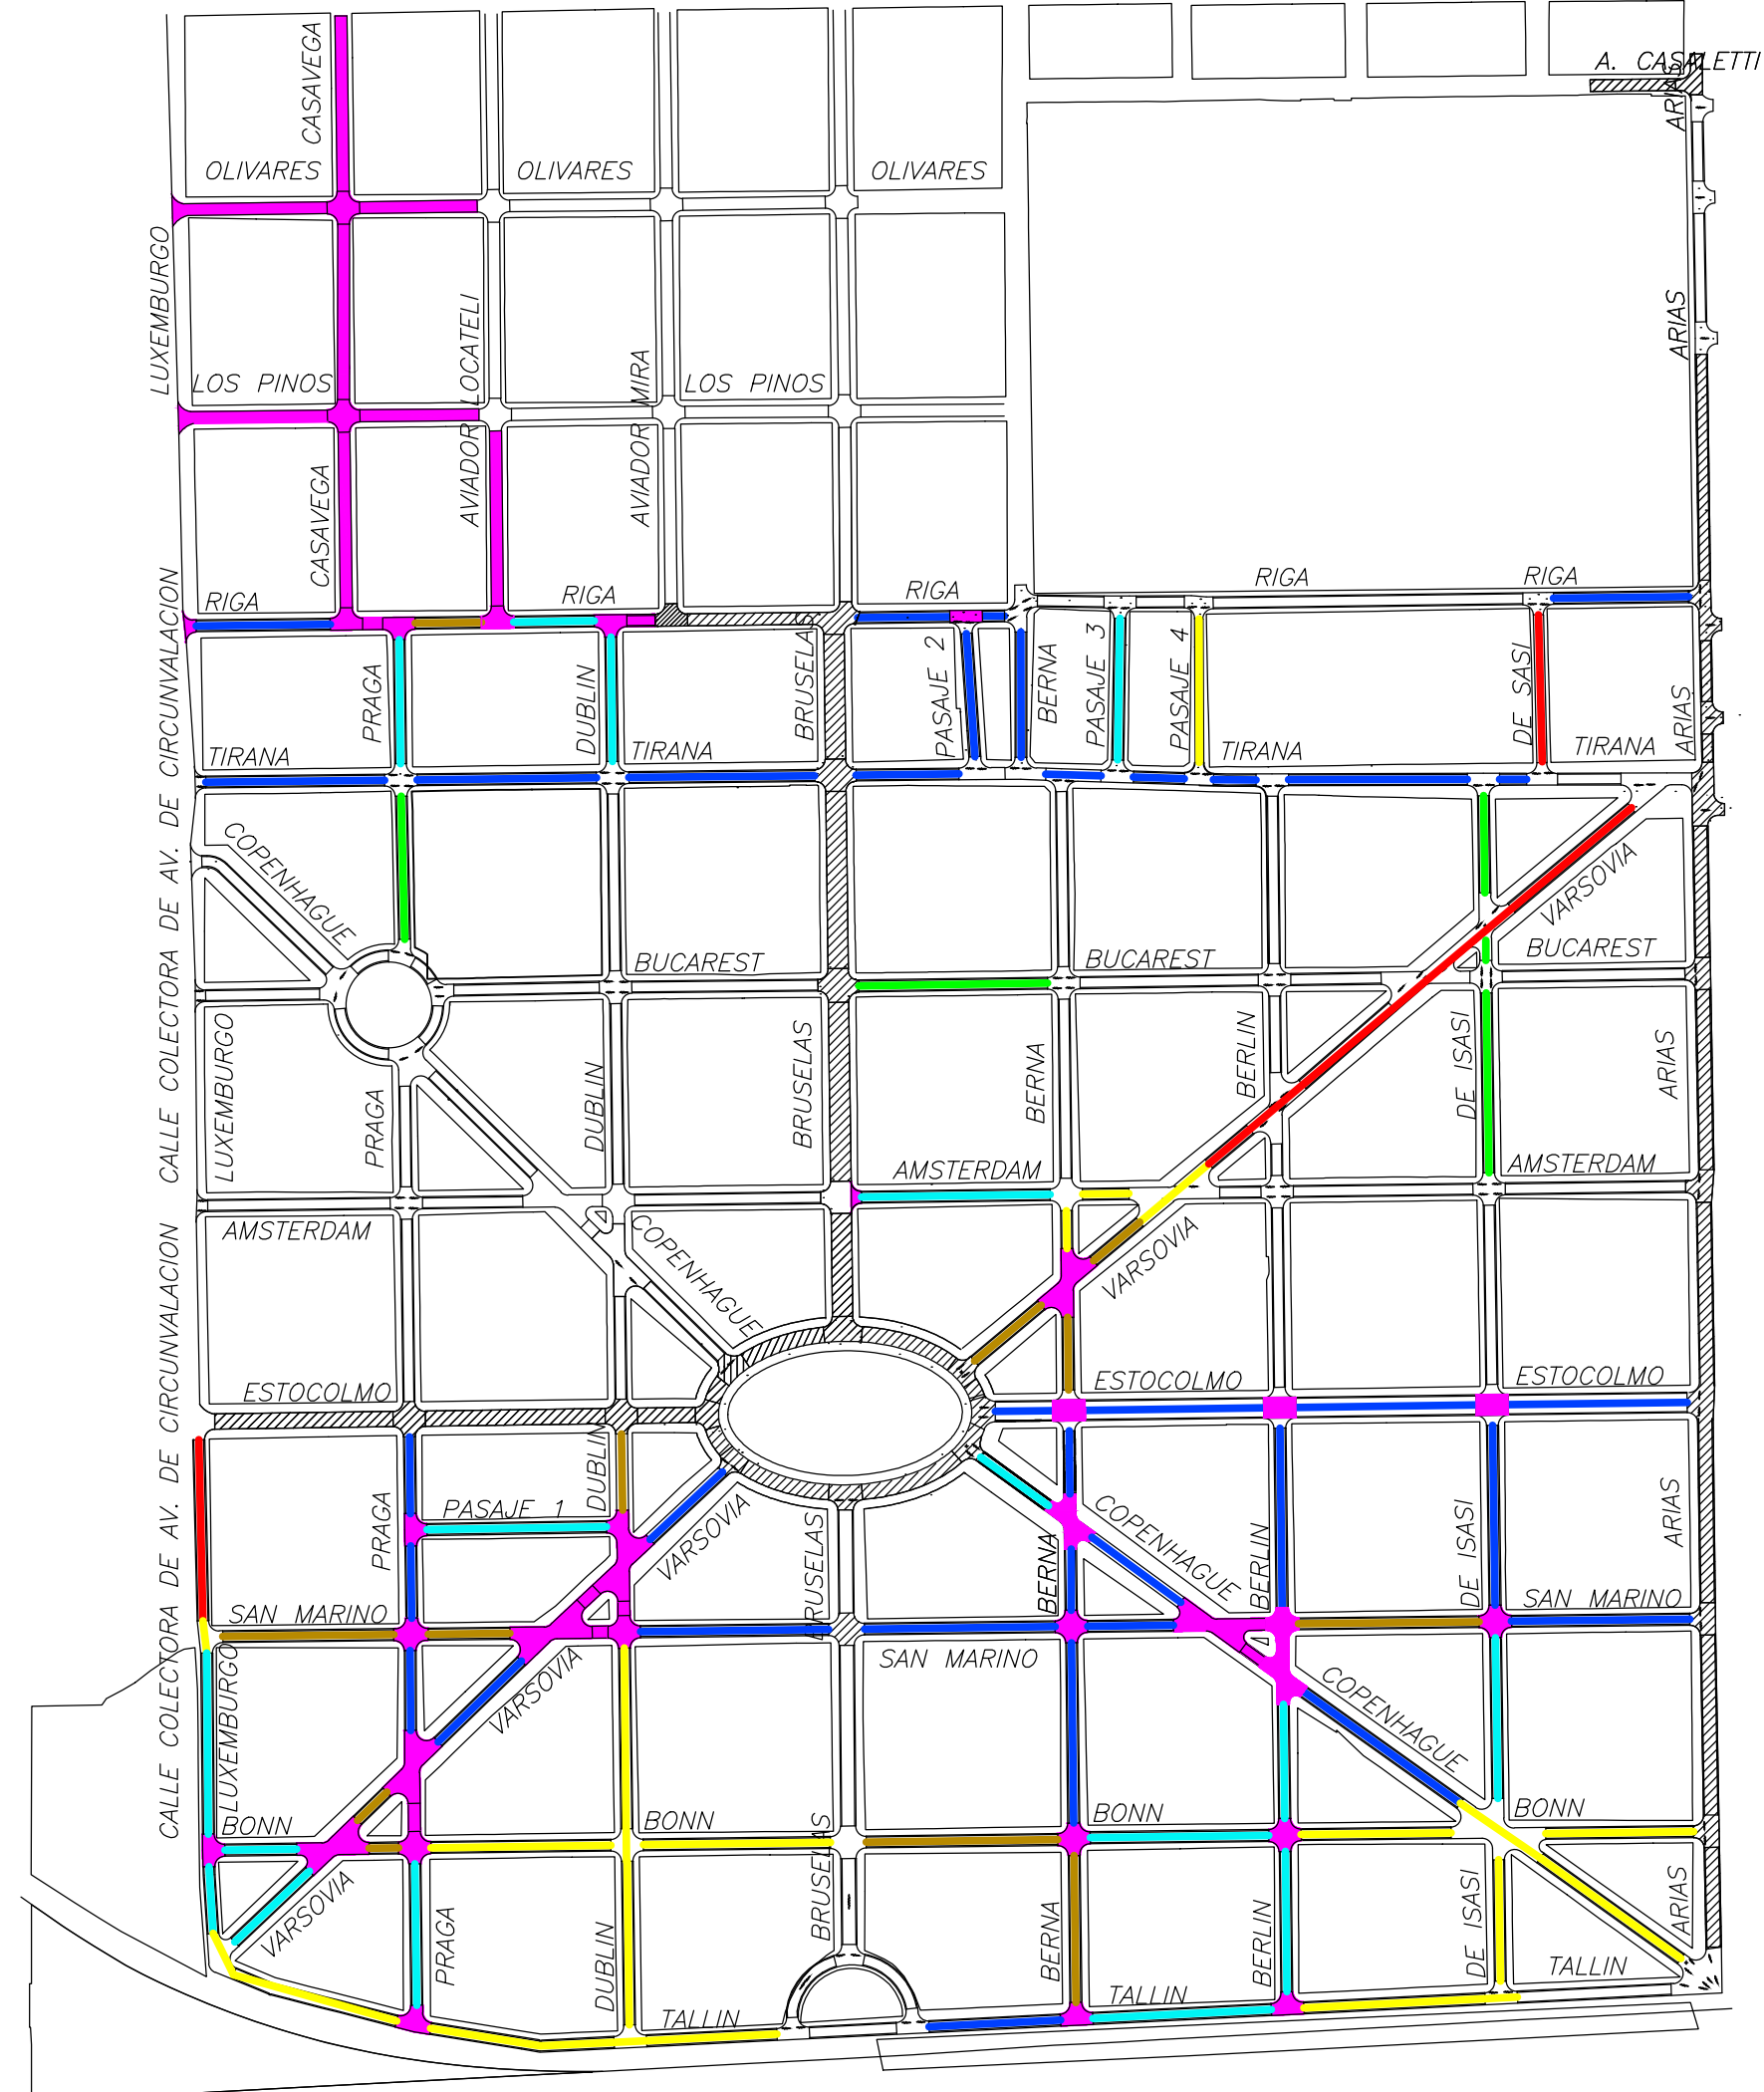 A. CASALETTI
ARIAS
CASAVEGA
OLIVARES
OLIVARES
OLIVARES
LUXEMBURGO
ARIAS
LOS PINOS
AVIADOR LOCATELI
AVIADOR MIRA
LOS PINOS
CASAVEGA
CALLE COLECTORA DE AV. DE CIRCUNVALACION
RIGA
RIGA
RIGA
RIGA
RIGA
PRAGA
DUBLIN
BRUSELAS
PASAJE 2
BERNA
PASAJE 3
PASAJE 4
DE SASI
ARIAS
TIRANA
TIRANA
TIRANA
TIRANA
COPENHAGUE
VARSOVIA
BUCAREST
BUCAREST
BUCAREST
LUXEMBURGO
PRAGA
DUBLIN
BRUSELAS
BERNA
BERLIN
DE ISASI
ARIAS
AMSTERDAM
AMSTERDAM
AMSTERDAM
COPENHAGUE
VARSOVIA
CALLE COLECTORA DE AV. DE CIRCUNVALACION
ESTOCOLMO
ESTOCOLMO
ESTOCOLMO
DUBLIN
PRAGA
PASAJE 1
VARSOVIA
BRUSELAS
BERNA
COPENHAGUE
BERLIN
DE ISASI
ARIAS
SAN MARINO
SAN MARINO
SAN MARINO
LUXEMBURGO
VARSOVIA
COPENHAGUE
BONN
BONN
BONN
BONN
VARSOVIA
PRAGA
DUBLIN
BRUSELAS
BERNA
BERLIN
DE ISASI
ARIAS
TALLIN
TALLIN
TALLIN